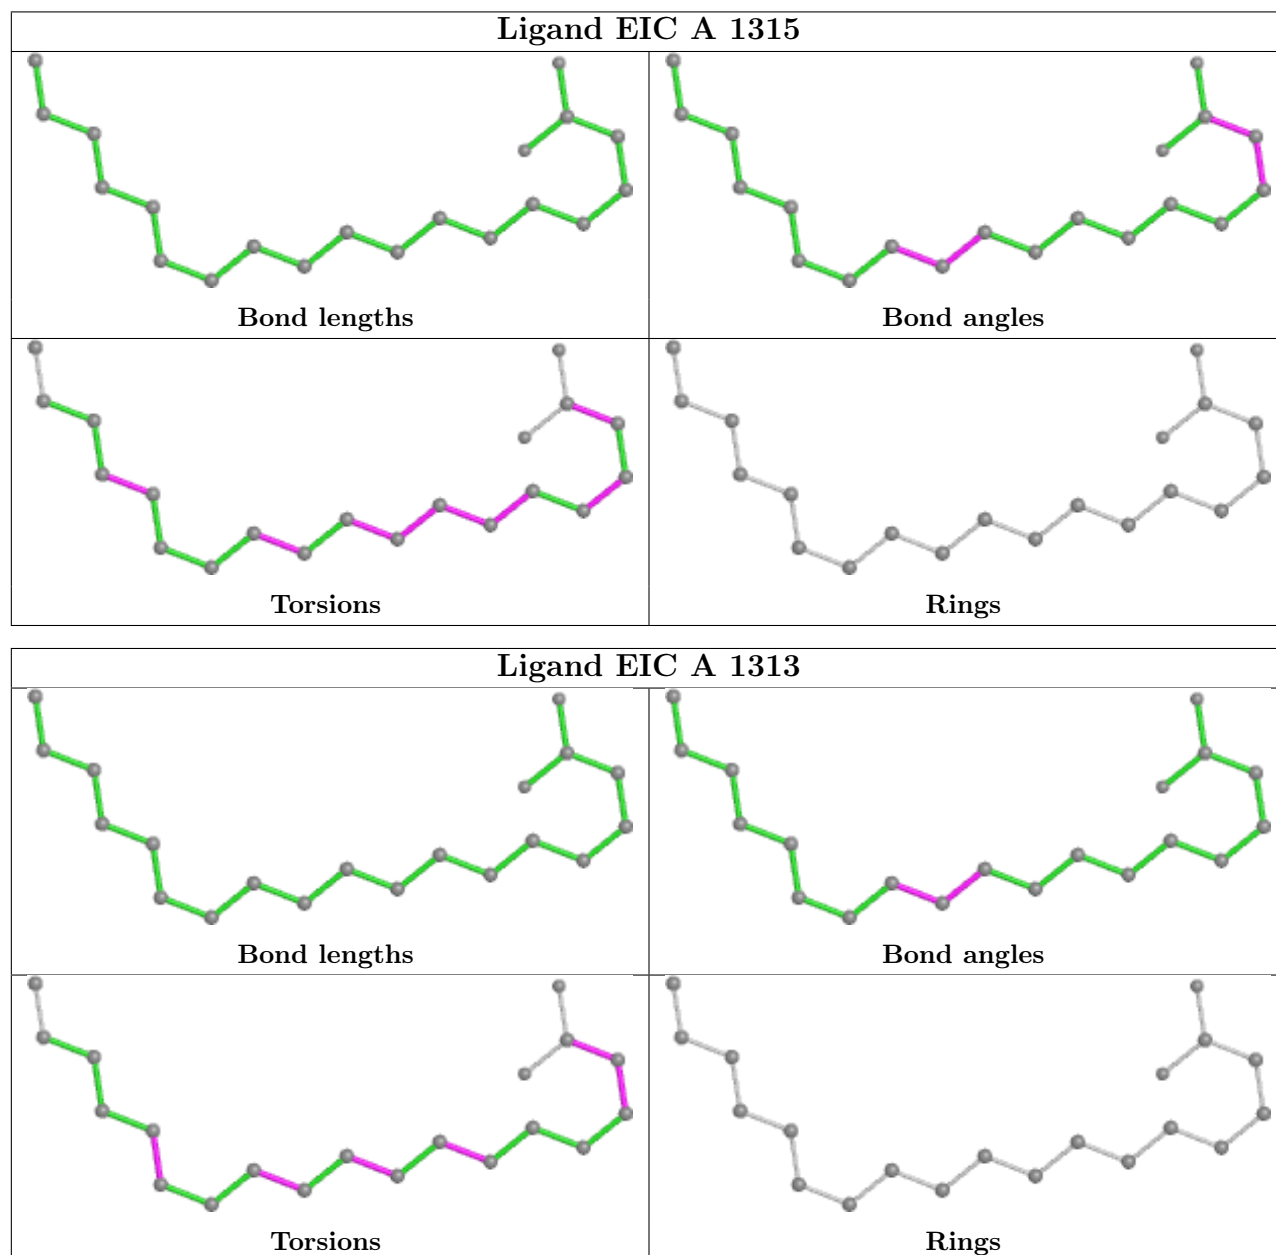 Ligand EIC A 1315
Bond lengths
Bond angles
Torsions
Rings
Ligand EIC A 1313
Bond lengths
Bond angles
Torsions
Rings